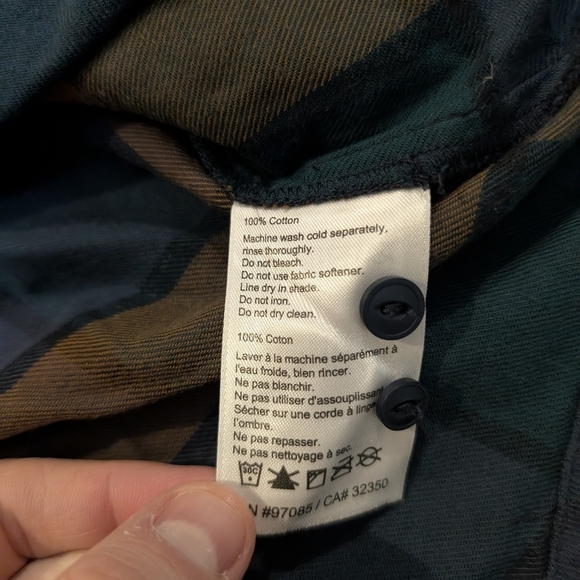 100% Cotton
Machine wash cold separately,
rinse thoroughly.
Do not bleach.
Do not use fabric softener.
Line dry in shade.
Do not iron.
Do not dry clean.
100% Coton
Laver à la machine séparément à
l'eau froide, bien rincer.
Ne pas blanchir.
Ne pas utiliser d'assouplissant
Sécher sur une corde à linge
l'ombre.
Ne pas repasser.
Ne pas nettoyage à sec.
30C
N #97085 / CA# 32350